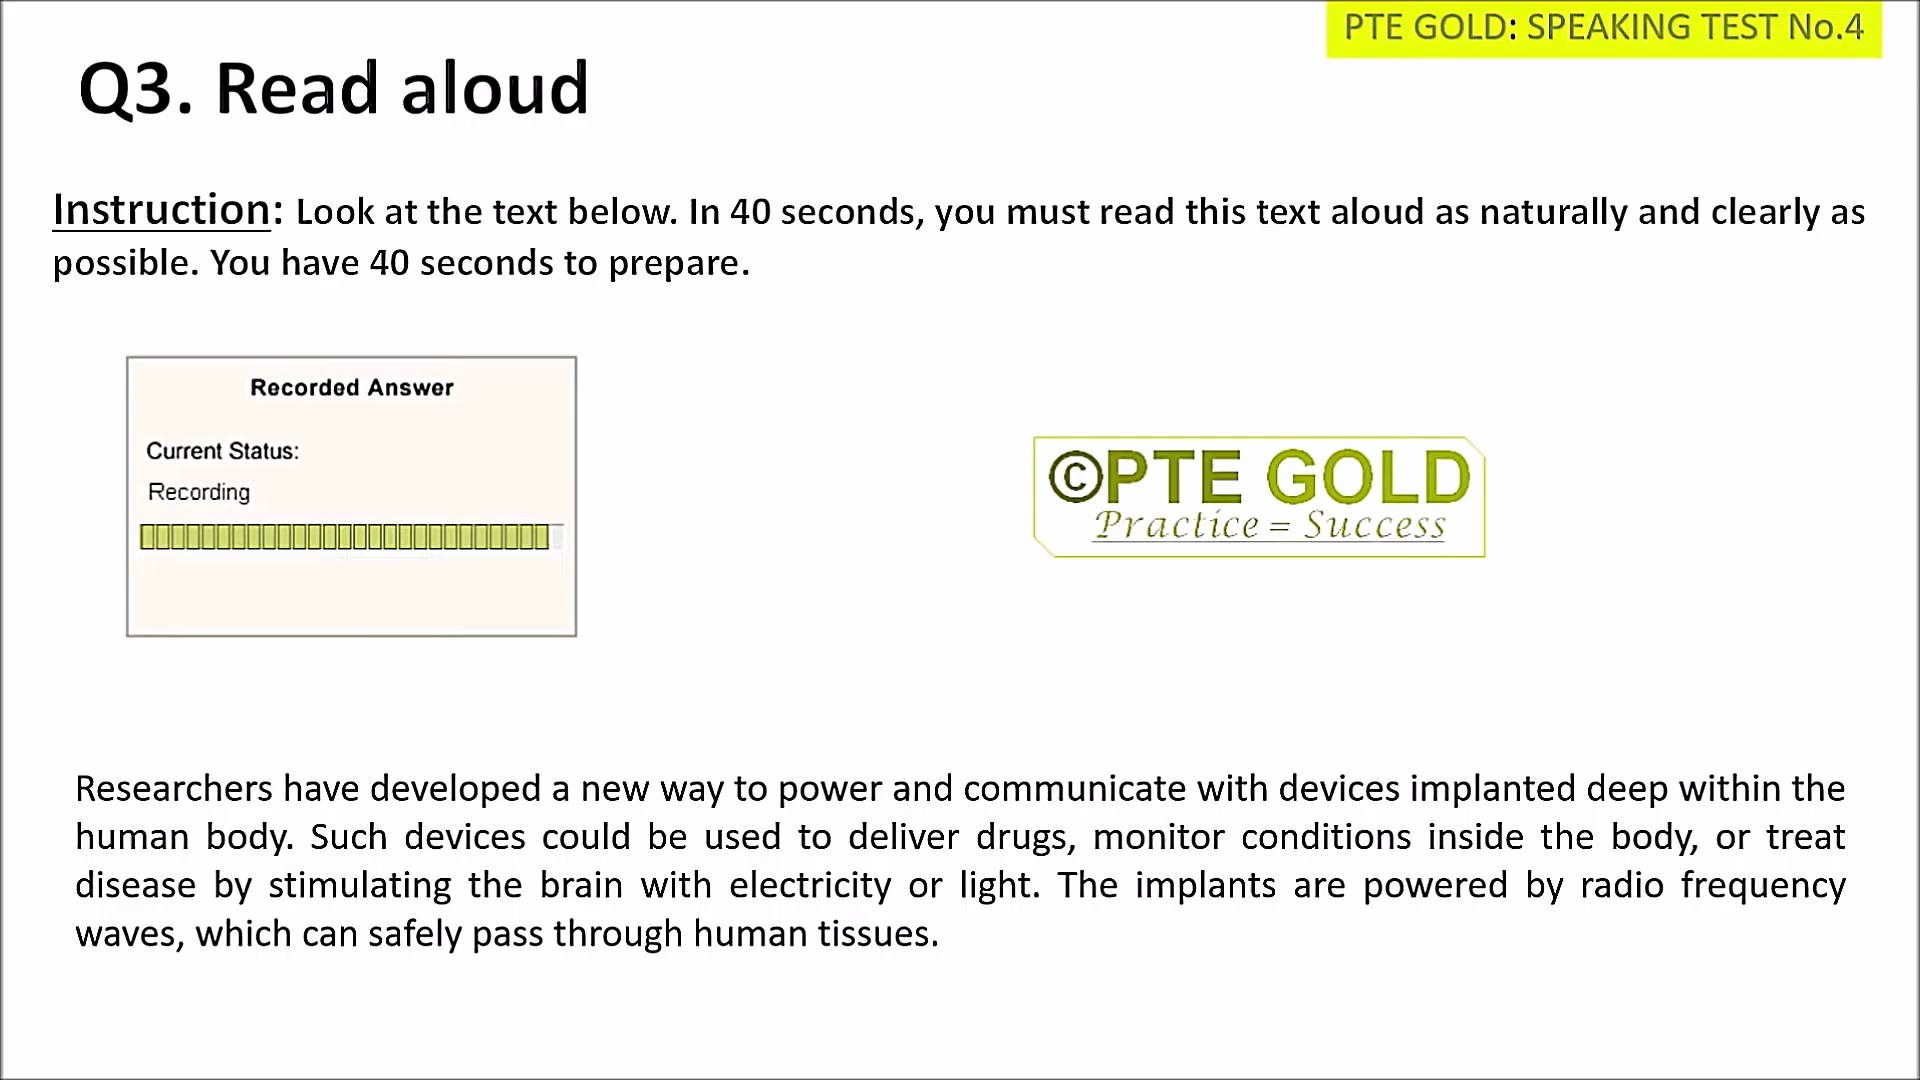 PTE GOLD: SPEAKING TEST No.4
Q3. Read aloud
Instruction: Look at the text below. In 40 seconds, you must read this text aloud as naturally and clearly as
possible. You have 40 seconds to prepare.
Recorded Answer
Current Status:
Recording
©PTE GOLD
Practice = Success
Researchers have developed a new way to power and communicate with devices implanted deep within the
human body. Such devices could be used to deliver drugs, monitor conditions inside the body, or treat
disease by stimulating the brain with electricity or light. The implants are powered by radio frequency
waves, which can safely pass through human tissues.